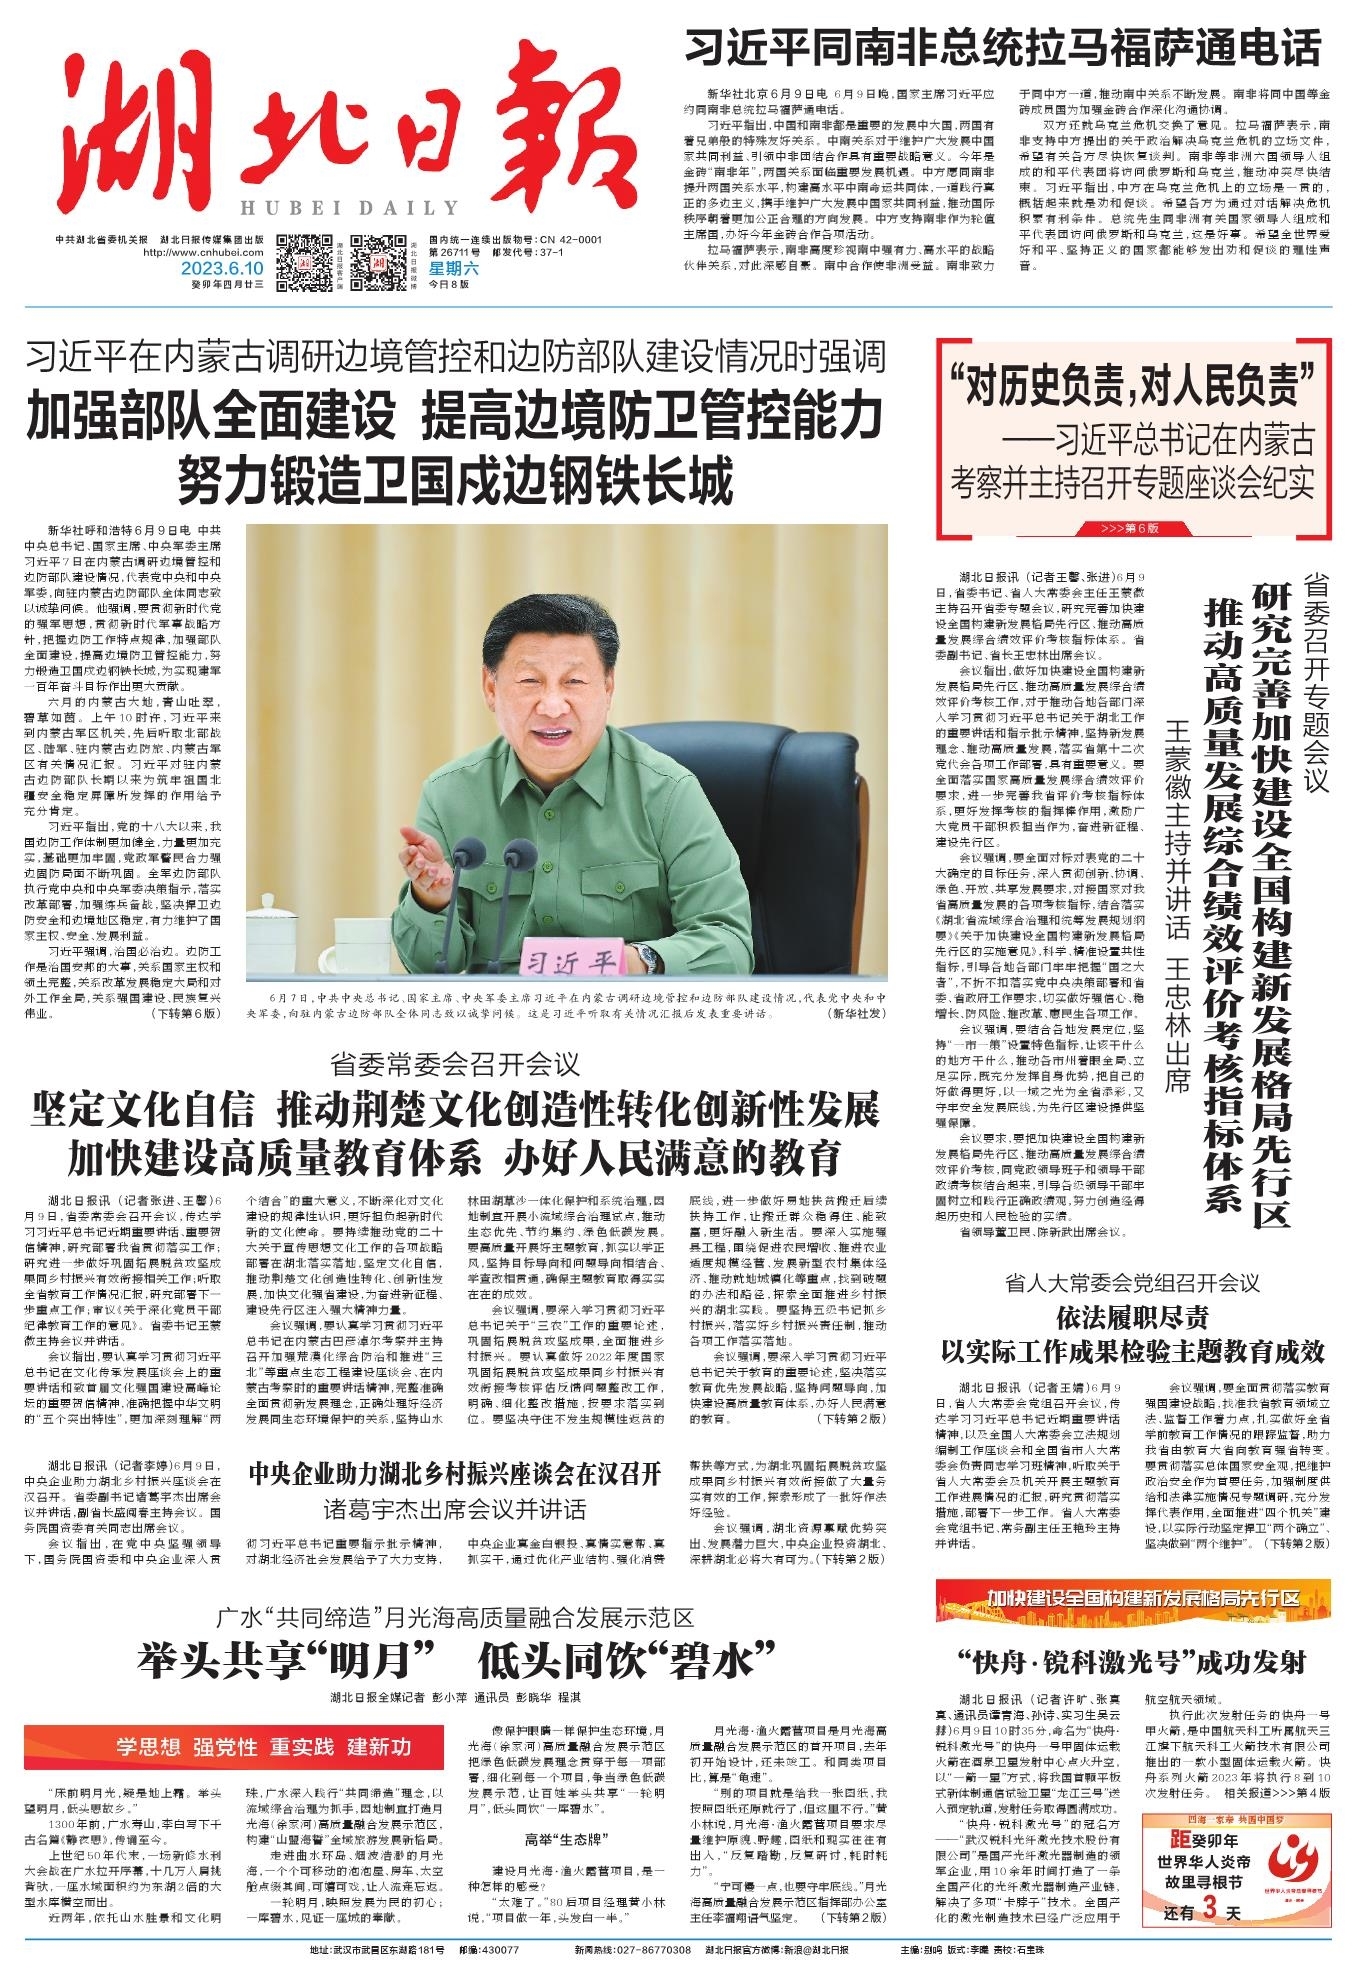 湖北日报
HUBEI DAILY
中共湖北省委机关报 湖北日报传媒集团出版
http://www.cnhubei.com
2023.6.10
癸卯年四月廿三
湖北日报客户端
湖北日报微博
国内统一连续出版物号:CN 42-0001
第26711号 邮发代号:37-1
星期六
今日8版
习近平同南非总统拉马福萨通电话
新华社北京6月9日电 6月9日晚,国家主席习近平应
约同南非总统拉马福萨通电话。
习近平指出,中国和南非都是重要的发展中大国,两国有
着兄弟般的特殊友好关系。中南关系对于维护广大发展中国
家共同利益、引领中非团结合作具有重要战略意义。今年是
金砖“南非年”,两国关系面临重要发展机遇。中方愿同南非
提升两国关系水平,构建高水平中南命运共同体,一道践行真
正的多边主义,携手维护广大发展中国家共同利益,推动国际
秩序朝着更加公正合理的方向发展。中方支持南非作为轮值
主席国,办好今年金砖合作各项活动。
拉马福萨表示,南非高度珍视南中强有力、高水平的战略
伙伴关系,对此深感自豪。南中合作使非洲受益。南非致力
于同中方一道,推动南中关系不断发展。南非将同中国等金
砖成员国为加强金砖合作深化沟通协调。
双方还就乌克兰危机交换了意见。拉马福萨表示,南
非支持中方提出的关于政治解决乌克兰危机的立场文件,
希望有关各方尽快恢复谈判。南非等非洲六国领导人组
成的和平代表团将访问俄罗斯和乌克兰,推动冲突尽快结
束。习近平指出,中方在乌克兰危机上的立场是一贯的,
概括起来就是劝和促谈。希望各方为通过对话解决危机
积累有利条件。总统先生同非洲有关国家领导人组成和
平代表团访问俄罗斯和乌克兰,这是好事。希望全世界爱
好和平、坚持正义的国家都能够发出劝和促谈的理性声
音。
习近平在内蒙古调研边境管控和边防部队建设情况时强调
加强部队全面建设 提高边境防卫管控能力
努力锻造卫国戍边钢铁长城
新华社呼和浩特6月9日电 中共
中央总书记、国家主席、中央军委主席
习近平7日在内蒙古调研边境管控和
边防部队建设情况,代表党中央和中央
军委,向驻内蒙古边防部队全体同志致
以诚挚问候。他强调,要贯彻新时代党
的强军思想,贯彻新时代军事战略方
针,把握边防工作特点规律,加强部队
全面建设,提高边境防卫管控能力,努
力锻造卫国戍边钢铁长城,为实现建军
一百年奋斗目标作出更大贡献。
六月的内蒙古大地,青山吐翠,
碧草如茵。上午10时许,习近平来
到内蒙古军区机关,先后听取北部战
区、陆军、驻内蒙古边防旅、内蒙古军
区有关情况汇报。习近平对驻内蒙
古边防部队长期以来为筑牢祖国北
疆安全稳定屏障所发挥的作用给予
充分肯定。
习近平指出,党的十八大以来,我
国边防工作体制更加健全,力量更加充
实,基础更加牢固,党政军警民合力强
边固防局面不断巩固。全军边防部队
执行党中央和中央军委决策指示,落实
改革部署,加强练兵备战,坚决捍卫边
防安全和边境地区稳定,有力维护了国
家主权、安全、发展利益。
习近平强调,治国必治边。边防工
作是治国安邦的大事,关系国家主权和
领土完整,关系改革发展稳定大局和对
外工作全局,关系强国建设、民族复兴
伟业。 (下转第6版)
习近平
6月7日,中共中央总书记、国家主席、中央军委主席习近平在内蒙古调研边境管控和边防部队建设情况,代表党中央和中
央军委,向驻内蒙古边防部队全体同志致以诚挚问候。这是习近平听取有关情况汇报后发表重要讲话。 (新华社发)
“对历史负责,对人民负责”
——习近平总书记在内蒙古
考察并主持召开专题座谈会纪实
>>>第6版
省委召开专题会议
研究完善加快建设全国构建新发展格局先行区
推动高质量发展综合绩效评价考核指标体系
王蒙徽主持并讲话 王忠林出席
湖北日报讯 (记者王馨、张进)6月9
日,省委书记、省人大常委会主任王蒙徽
主持召开省委专题会议,研究完善加快建
设全国构建新发展格局先行区、推动高质
量发展综合绩效评价考核指标体系。省
委副书记、省长王忠林出席会议。
会议指出,做好加快建设全国构建新
发展格局先行区、推动高质量发展综合绩
效评价考核工作,对于推动各地各部门深
入学习贯彻习近平总书记关于湖北工作
的重要讲话和指示批示精神,坚持新发展
理念、推动高质量发展,落实省第十二次
党代会各项工作部署,具有重要意义。要
全面落实国家高质量发展综合绩效评价
要求,进一步完善我省评价考核指标体
系,更好发挥考核的指挥棒作用,激励广
大党员干部积极担当作为,奋进新征程、
建设先行区。
会议强调,要全面对标对表党的二十
大确定的目标任务,深入贯彻创新、协调、
绿色、开放、共享发展要求,对接国家对我
省高质量发展的各项考核指标,结合落实
《湖北省流域综合治理和统筹发展规划纲
要》《关于加快建设全国构建新发展格局
先行区的实施意见》,科学、精准设置共性
指标,引导各地各部门牢牢把握“国之大
者”,不折不扣落实党中央决策部署和省
委、省政府工作要求,切实做好强信心、稳
增长、防风险、推改革、惠民生各项工作。
会议强调,要结合各地发展定位,坚
持“一市一策”设置特色指标,让该干什么
的地方干什么,推动各市州着眼全局、立
足实际,既充分发挥自身优势,把自己的
好做得更好,以一域之光为全省添彩,又
守牢安全发展底线,为先行区建设提供坚
强保障。
会议要求,要把加快建设全国构建新
发展格局先行区、推动高质量发展综合绩
效评价考核,同党政领导班子和领导干部
政绩考核结合起来,引导各级领导干部牢
固树立和践行正确政绩观,努力创造经得
起历史和人民检验的实绩。
省领导董卫民、陈新武出席会议。
省委常委会召开会议
坚定文化自信 推动荆楚文化创造性转化创新性发展
加快建设高质量教育体系 办好人民满意的教育
湖北日报讯 (记者张进、王馨)6
月9日,省委常委会召开会议,传达学
习习近平总书记近期重要讲话、重要贺
信精神,研究部署我省贯彻落实工作;
研究进一步做好巩固拓展脱贫攻坚成
果同乡村振兴有效衔接相关工作;听取
全省教育工作情况汇报,研究部署下一
步重点工作;审议《关于深化党员干部
纪律教育工作的意见》。省委书记王蒙
徽主持会议并讲话。
会议指出,要认真学习贯彻习近平
总书记在文化传承发展座谈会上的重
要讲话和致首届文化强国建设高峰论
坛的重要贺信精神,准确把握中华文明
的“五个突出特性”,更加深刻理解“两
个结合”的重大意义,不断深化对文化
建设的规律性认识,更好担负起新时代
新的文化使命。要持续推动党的二十
大关于宣传思想文化工作的各项战略
部署在湖北落实落地,坚定文化自信,
推动荆楚文化创造性转化、创新性发
展,加快文化强省建设,为奋进新征程、
建设先行区注入强大精神力量。
会议强调,要认真学习贯彻习近平
总书记在内蒙古巴彦淖尔考察并主持
召开加强荒漠化综合防治和推进“三
北”等重点生态工程建设座谈会、在内
蒙古考察时的重要讲话精神,完整准确
全面贯彻新发展理念,正确处理好经济
发展同生态环境保护的关系,坚持山水
林田湖草沙一体化保护和系统治理,因
地制宜开展小流域综合治理试点,推动
生态优先、节约集约、绿色低碳发展。
要高质量开展好主题教育,抓实以学正
风,坚持目标导向和问题导向相结合、
学查改相贯通,确保主题教育取得实实
在在的成效。
会议强调,要深入学习贯彻习近平
总书记关于“三农”工作的重要论述,
巩固拓展脱贫攻坚成果,全面推进乡
村振兴。要认真做好2022年度国家
巩固拓展脱贫攻坚成果同乡村振兴有
效衔接考核评估反馈问题整改工作,
明确、细化整改措施,按要求落实到
位。要坚决守住不发生规模性返贫的
底线,进一步做好易地扶贫搬迁后续
扶持工作,让搬迁群众稳得住、能致
富,更好融入新生活。要深入实施强
县工程,围绕促进农民增收、推进农业
适度规模经营、发展新型农村集体经
济、推动就地城镇化等重点,找到破题
的办法和路径,探索全面推进乡村振
兴的湖北实践。要坚持五级书记抓乡
村振兴,落实好乡村振兴责任制,推动
各项工作落实落地。
会议强调,要深入学习贯彻习近平
总书记关于教育的重要论述,坚决落实
教育优先发展战略,坚持问题导向,加
快建设高质量教育体系,办好人民满意
的教育。 (下转第2版)
省人大常委会党组召开会议
依法履职尽责
以实际工作成果检验主题教育成效
湖北日报讯 (记者王婧)6月9
日,省人大常委会党组召开会议,传
达学习习近平总书记近期重要讲话
精神,以及全国人大常委会立法规划
编制工作座谈会和全国省市人大常
委会负责同志学习班精神,听取关于
省人大常委会及机关开展主题教育
工作进展情况的汇报,研究贯彻落实
措施,部署下一步工作。省人大常委
会党组书记、常务副主任王艳玲主持
并讲话。
会议强调,要全面贯彻落实教育
强国建设战略,找准我省教育领域立
法、监督工作着力点,扎实做好全省
学前教育工作情况的跟踪监督,助力
我省由教育大省向教育强省转变。
要贯彻落实总体国家安全观,把维护
政治安全作为首要任务,加强制度供
给和法律实施情况专题调研,充分发
挥代表作用,全面推进“四个机关”建
设,以实际行动坚定捍卫“两个确立”、
坚决做到“两个维护”。 (下转第2版)
中央企业助力湖北乡村振兴座谈会在汉召开
诸葛宇杰出席会议并讲话
湖北日报讯 (记者李婷)6月9日,
中央企业助力湖北乡村振兴座谈会在
汉召开。省委副书记诸葛宇杰出席会
议并讲话,副省长盛阅春主持会议。国
务院国资委有关同志出席会议。
会议指出,在党中央坚强领导
下,国务院国资委和中央企业深入贯
彻习近平总书记重要指示批示精神,
对湖北经济社会发展给予了大力支持,
中央企业真金白银投、真情实意帮、真
抓实干,通过优化产业结构、强化消费
帮扶等方式,为湖北巩固拓展脱贫攻坚
成果同乡村振兴有效衔接做了大量务
实有效的工作,探索形成了一批好作法
好经验。
会议强调,湖北资源禀赋优势突
出、发展潜力巨大,中央企业投资湖北、
深耕湖北必将大有可为。(下转第2版)
广水“共同缔造”月光海高质量融合发展示范区
举头共享“明月” 低头同饮“碧水”
湖北日报全媒记者 彭小萍 通讯员 彭晓华 程淇
学思想 强党性 重实践 建新功
“床前明月光,疑是地上霜。举头
望明月,低头思故乡。”
1300年前,广水寿山,李白写下千
古名篇《静夜思》,传诵至今。
上世纪50年代末,一场新修水利
大会战在广水拉开序幕,十几万人肩挑
背驮,一座水域面积约为东湖2倍的大
型水库横空而出。
近两年,依托山水胜景和文化明
珠,广水深入践行“共同缔造”理念,以
流域综合治理为抓手,因地制宜打造月
光海(徐家河)高质量融合发展示范区,
构建“山盟海誓”全域旅游发展新格局。
走进曲水环岛、烟波浩渺的月光
海,一个个可移动的泡泡屋、房车、太空
舱点缀其间,可嬉可戏,让人流连忘返。
一轮明月,映照发展为民的初心;
一库碧水,见证一座城的奉献。
像保护眼睛一样保护生态环境,月
光海(徐家河)高质量融合发展示范区
把绿色低碳发展理念贯穿于每一项部
署,细化到每一个项目,争当绿色低碳
发展示范,让百姓举头共享“一轮明
月”,低头同饮“一库碧水”。
高举“生态牌”
建设月光海·渔火露营项目,是一
种怎样的感受?
“太难了。”80后项目经理黄小林
说,“项目做一年,头发白一半。”
月光海·渔火露营项目是月光海高
质量融合发展示范区的首开项目,去年
初开始设计,还未竣工。和同类项目
比,算是“龟速”。
“别的项目就是给我一张图纸,我
按照图纸还原就行了,但这里不行。”黄
小林说,月光海·渔火露营项目要求尽
量维护原貌、野趣,图纸和现实往往有
出入,“反复踏勘,反复研讨,耗时耗
力”。
“宁可慢一点,也要守牢底线。”月光
海高质量融合发展示范区指挥部办公室
主任李福翔语气坚定。 (下转第2版)
加快建设全国构建新发展格局先行区
“快舟·锐科激光号”成功发射
湖北日报讯 (记者许旷、张真
真、通讯员谭青海、孙诗、实习生吴云
赫)6月9日10时35分,命名为“快舟·
锐科激光号”的快舟一号甲固体运载
火箭在酒泉卫星发射中心点火升空,
以“一箭一星”方式,将我国首颗平板
式新体制通信试验卫星“龙江三号”送
入预定轨道,发射任务取得圆满成功。
“快舟·锐科激光号”的冠名方
——“武汉锐科光纤激光技术股份有
限公司”是国产光纤激光器制造的领
军企业,用10余年时间打造了一条
全国产化的光纤激光器制造产业链,
解决了多项“卡脖子”技术。全国产
化的激光制造技术已经广泛应用于
航空航天领域。
执行此次发射任务的快舟一号
甲火箭,是中国航天科工所属航天三
江旗下航天科工火箭技术有限公司
推出的一款小型固体运载火箭。快
舟系列火箭2023年将执行8到10
次发射任务。 相关报道>>>第4版
四海一家亲 共圆中国梦
距癸卯年
世界华人炎帝
故里寻根节
还有 3 天
世界华人炎帝故里寻根节
地址:武汉市武昌区东湖路181号 邮编:430077 新闻热线:027-86770308 湖北日报官方微博:新浪@湖北日报 主编:别鸣 版式:李曈 责校:石宝珠